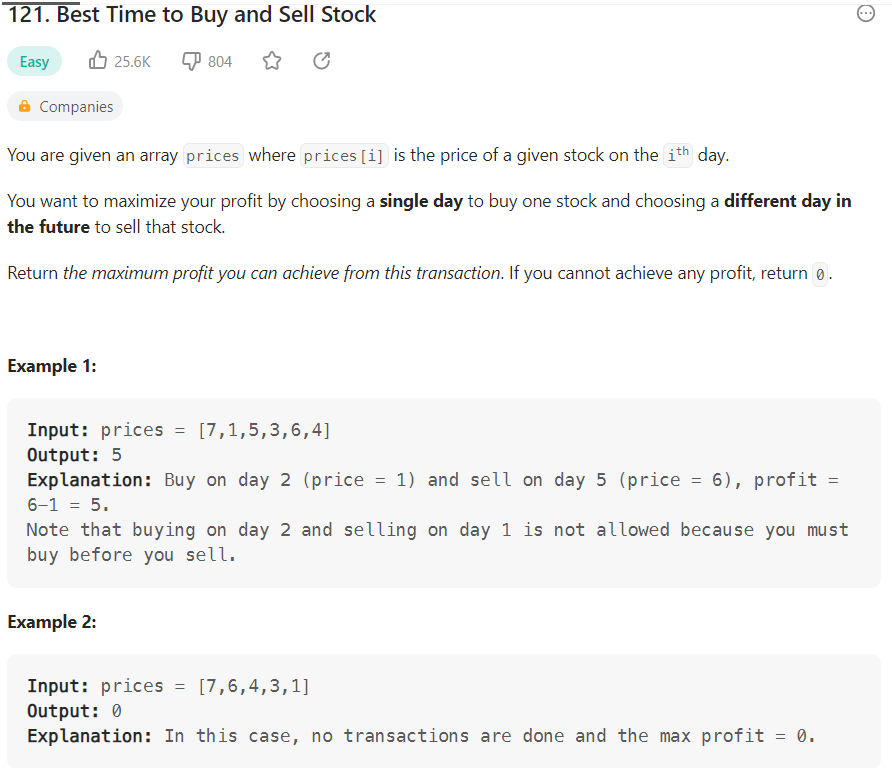 121. Best Time to Buy and Sell Stock
Easy 25.6K 804
Companies
You are given an array prices where prices[i] is the price of a given stock on the ith day.
You want to maximize your profit by choosing a single day to buy one stock and choosing a different day in
the future to sell that stock.
Return the maximum profit you can achieve from this transaction. If you cannot achieve any profit, return 0.
Example 1:
Input: prices = [7,1,5,3,6,4]
Output: 5
Explanation: Buy on day 2 (price = 1) and sell on day 5 (price = 6), profit =
6-1 = 5.
Note that buying on day 2 and selling on day 1 is not allowed because you must
buy before you sell.
Example 2:
Input: prices = [7,6,4,3,1]
Output: 0
Explanation: In this case, no transactions are done and the max profit = 0.